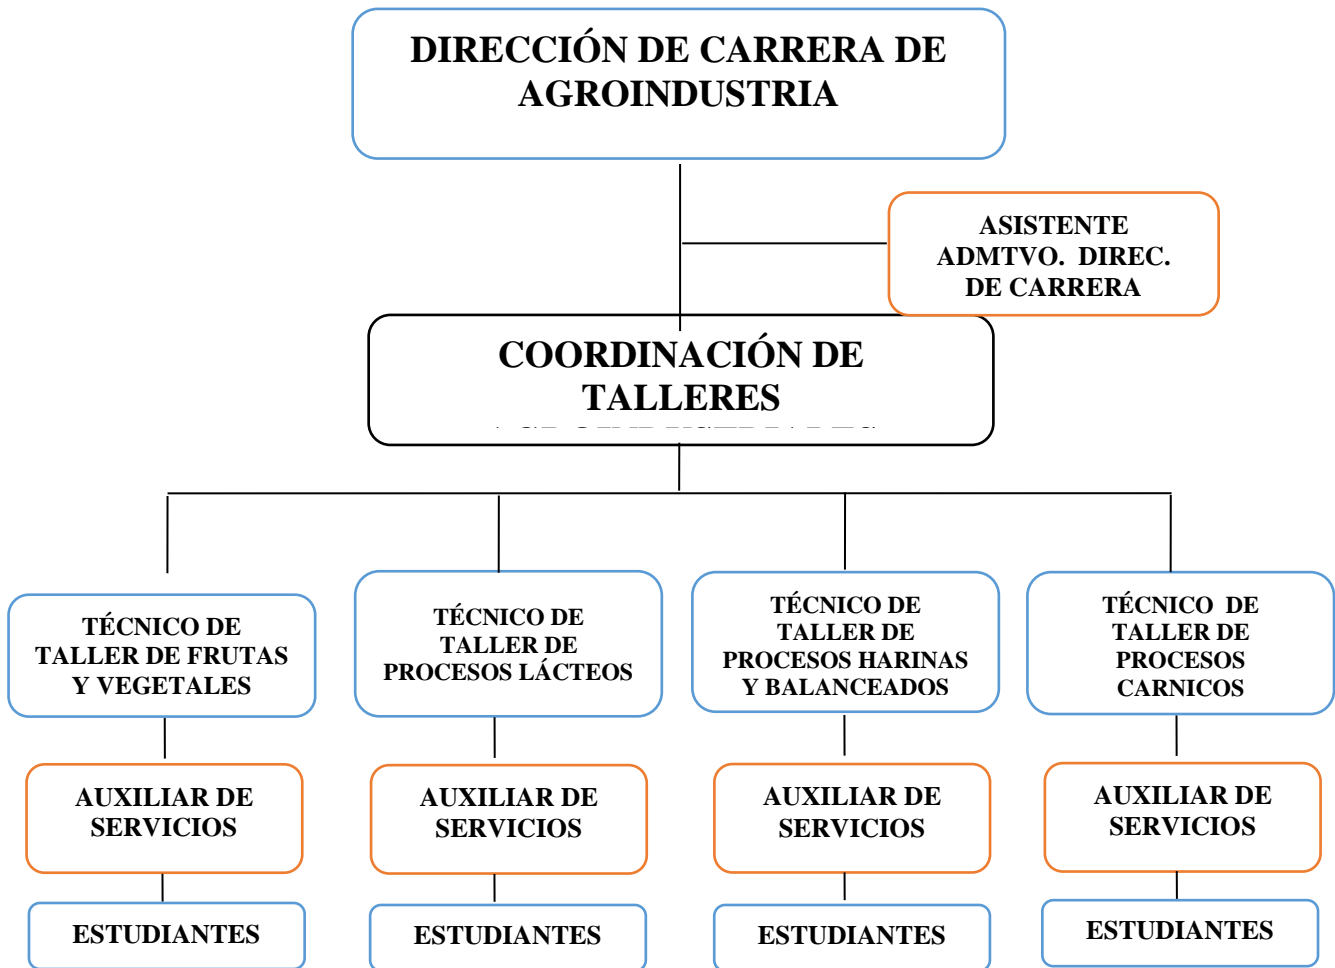 DIRECCIÓN DE CARRERA DE
AGROINDUSTRIA
ASISTENTE
ADMTVO. DIREC.
DE CARRERA
COORDINACIÓN DE
TALLERES
TÉCNICO DE
TALLER DE FRUTAS
Y VEGETALES
TÉCNICO DE
TALLER DE
PROCESOS LÁCTEOS
TÉCNICO DE
TALLER DE
PROCESOS HARINAS
Y BALANCEADOS
TÉCNICO DE
TALLER DE
PROCESOS
CARNICOS
AUXILIAR DE
SERVICIOS
AUXILIAR DE
SERVICIOS
AUXILIAR DE
SERVICIOS
AUXILIAR DE
SERVICIOS
ESTUDIANTES
ESTUDIANTES
ESTUDIANTES
ESTUDIANTES